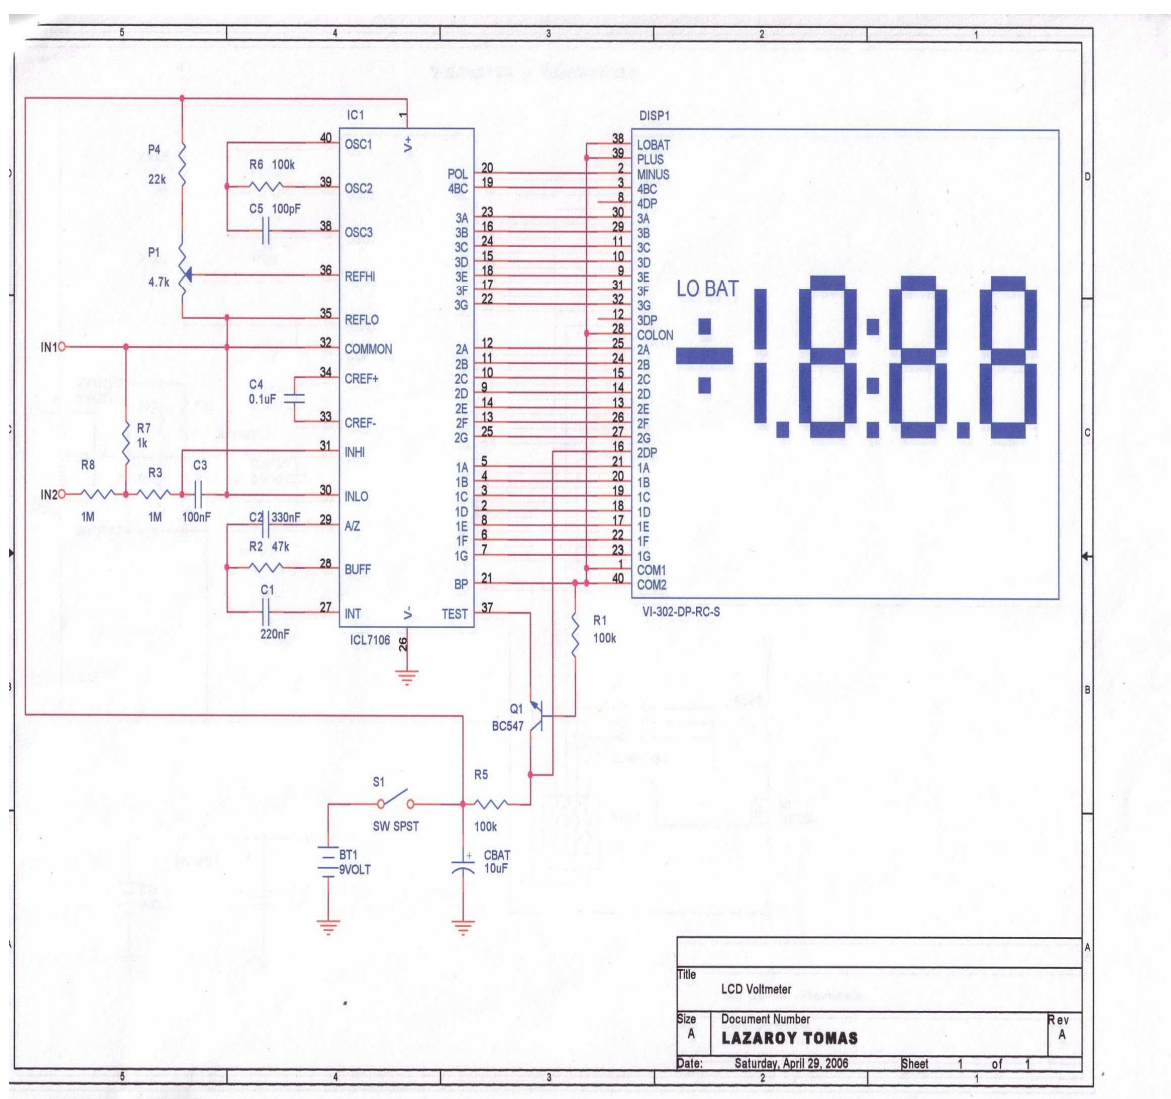 5 4 3 2 1
IC1
DISP1
P4
22k
P1
4.7k
R6 100k
C5 100pF
40 OSC1
39 OSC2
38 OSC3
36 REFHI
35 REFLO
32 COMMON
34 CREF+
33 CREF-
31 INHI
30 INLO
29 A/Z
28 BUFF
27 INT
1
V+
V-
26
ICL7106
IN1
IN2
C4
0.1uF
R7
1k
R8
1M
R3
1M
C3
100nF
C2 330nF
R2 47k
C1
220nF
POL 20
4BC 19
3A 23
3B 16
3C 24
3D 15
3E 18
3F 17
3G 22
2A 12
2B 11
2C 10
2D 9
2E 14
2F 13
2G 25
1A 5
1B 4
1C 3
1D 2
1E 8
1F 6
1G 7
BP 21
TEST 37
38 LOBAT
39 PLUS
2 MINUS
3 4BC
8 4DP
30 3A
29 3B
11 3C
10 3D
9 3E
31 3F
32 3G
12 3DP
28 COLON
25 2A
24 2B
15 2C
14 2D
13 2E
26 2F
27 2G
16 2DP
21 1A
20 1B
19 1C
18 1D
17 1E
22 1F
23 1G
1 COM1
40 COM2
LO BAT
1.8:8.8
VI-302-DP-RC-S
R1
100k
Q1
BC547
S1
SW SPST
R5
100k
BT1
9VOLT
CBAT
+
10uF
D
C
B
A
Title
LCD Voltmeter
Size
A
Document Number
LAZAROY TOMAS
Rev
A
Date: Saturday, April 29, 2006 Sheet 1 of 1
5 4 3 2 1